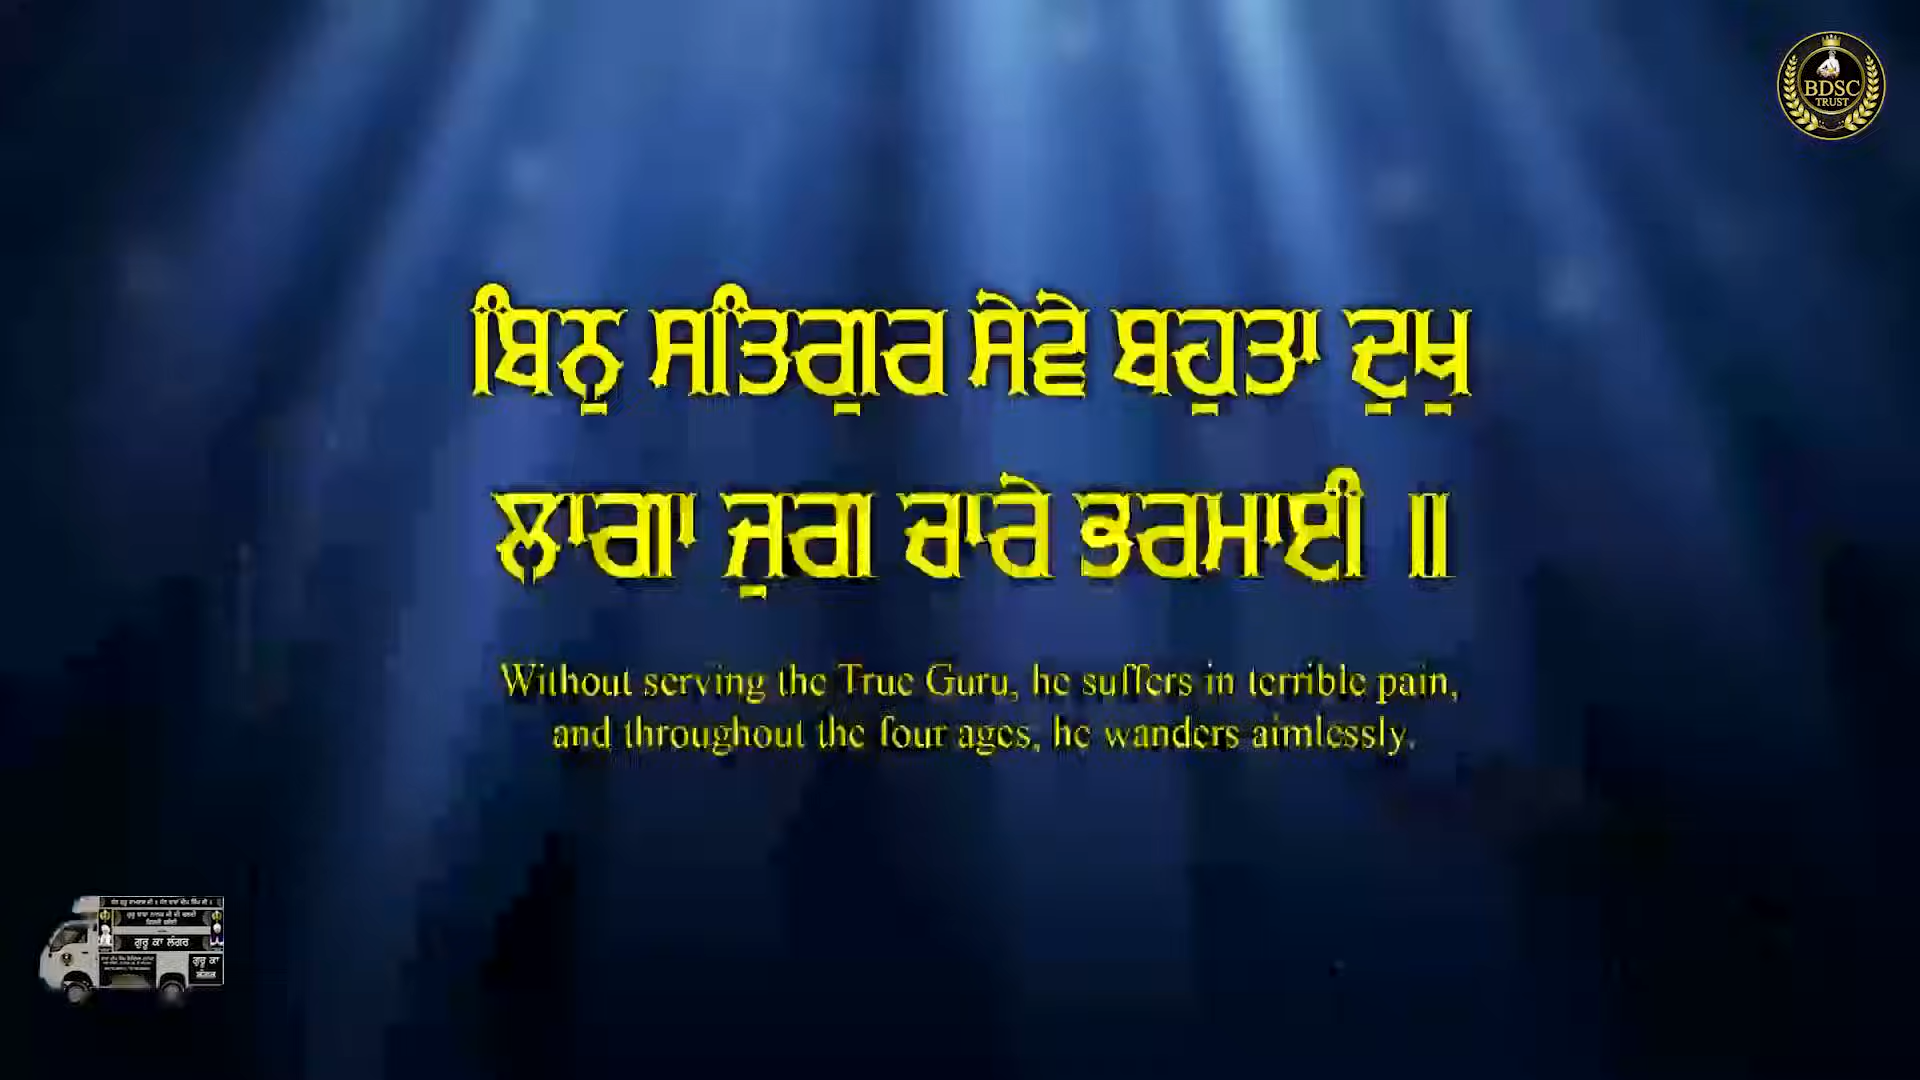 BDSC
TRUST
ਬਿਨੁ ਸਤਿਗੁਰ ਸੇਵੇ ਬਹੁਤਾ ਦੁਖੁ
ਲਾਗਾ ਜੁਗ ਚਾਰੇ ਭਰਮਾਈ ॥
Without serving the True Guru, he suffers in terrible pain,
and throughout the four ages, he wanders aimlessly.
ਗੁਰੂ ਕਾ ਲੰਗਰ
ਗੁਰੂ ਕਾ
ਲੰਗਰ